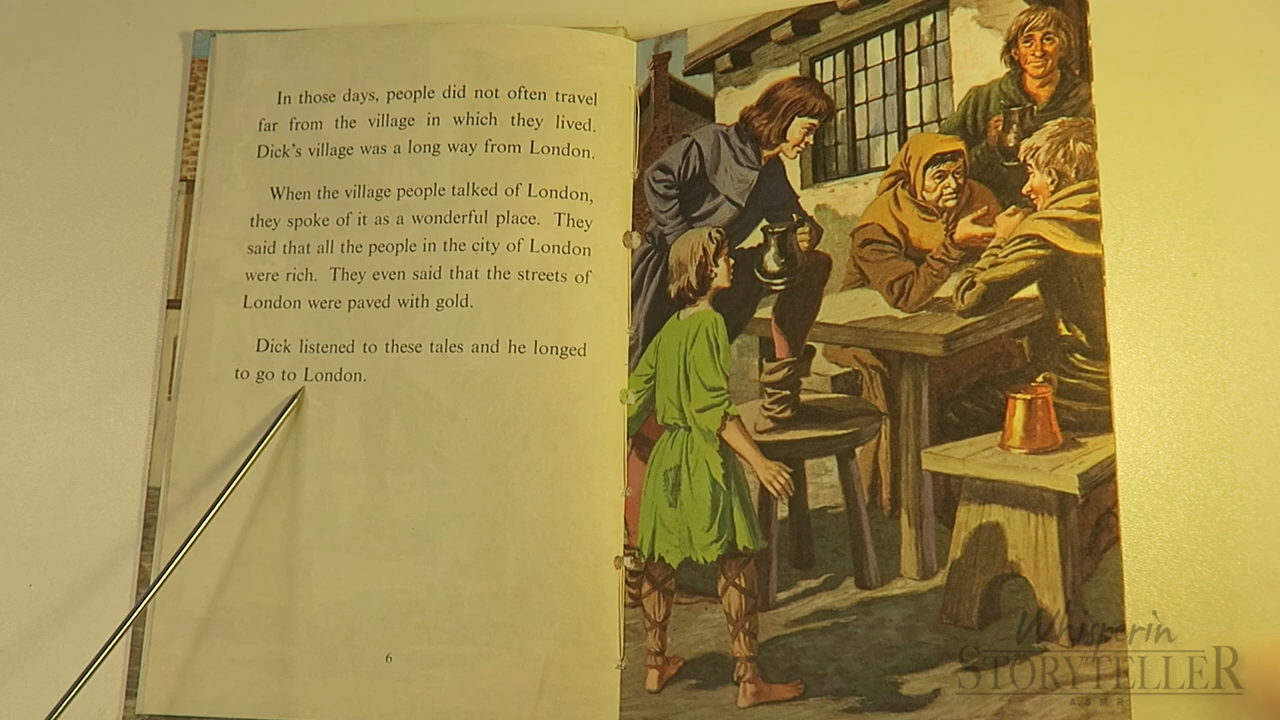 In those days, people did not often travel
far from the village in which they lived.
Dick's village was a long way from London.
When the village people talked of London,
they spoke of it as a wonderful place. They
said that all the people in the city of London
were rich. They even said that the streets of
London were paved with gold.
Dick listened to these tales and he longed
to go to London.
6
Whisperin
STORYTELLER
ASMR